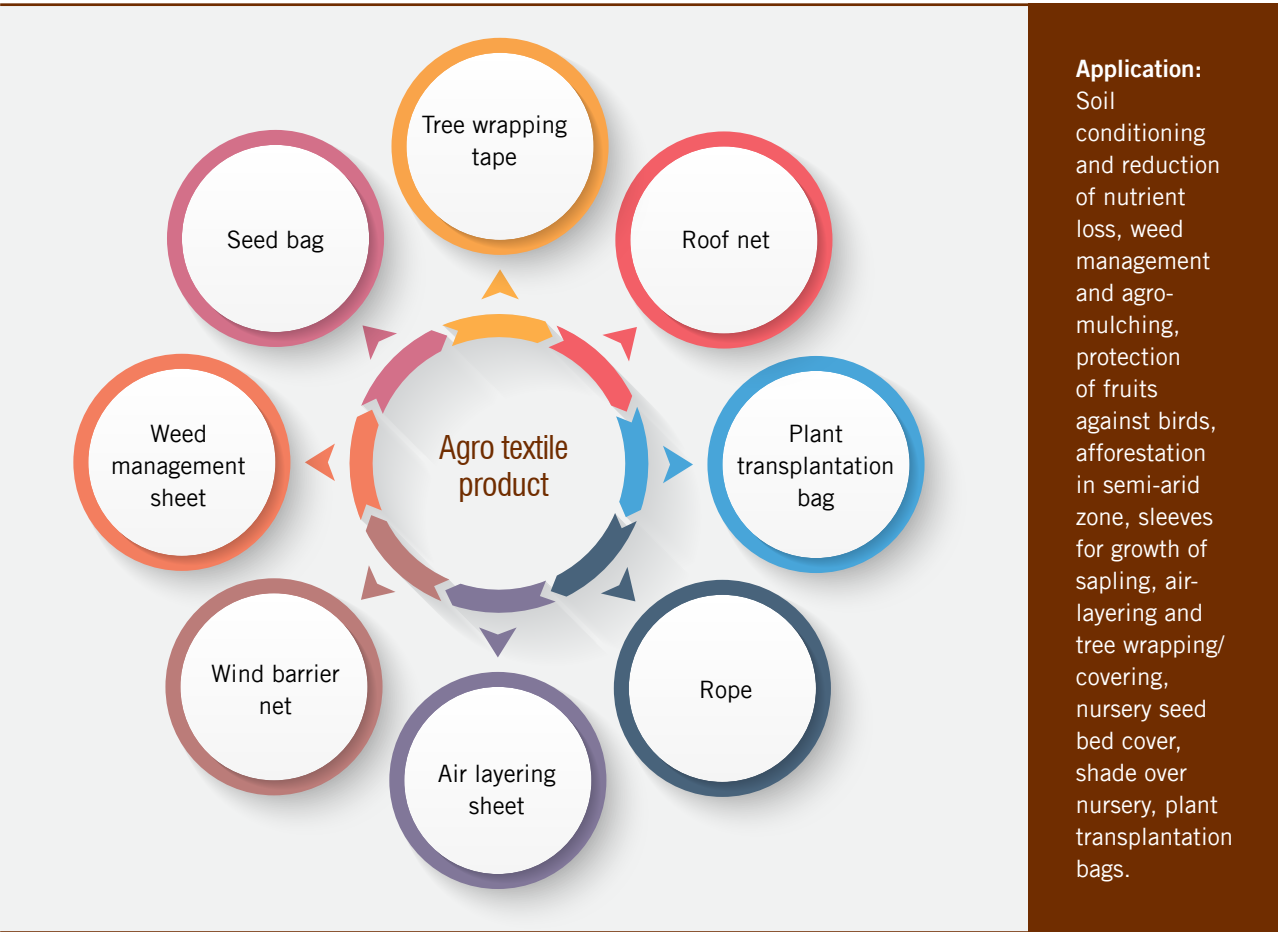 Tree wrapping
tape
Roof net
Plant
transplantation
bag
Rope
Air layering
sheet
Wind barrier
net
Weed
management
sheet
Seed bag
Agro textile
product
Application:
Soil
conditioning
and reduction
of nutrient
loss, weed
management
and agro-
mulching,
protection
of fruits
against birds,
afforestation
in semi-arid
zone, sleeves
for growth of
sapling, air-
layering and
tree wrapping/
covering,
nursery seed
bed cover,
shade over
nursery, plant
transplantation
bags.